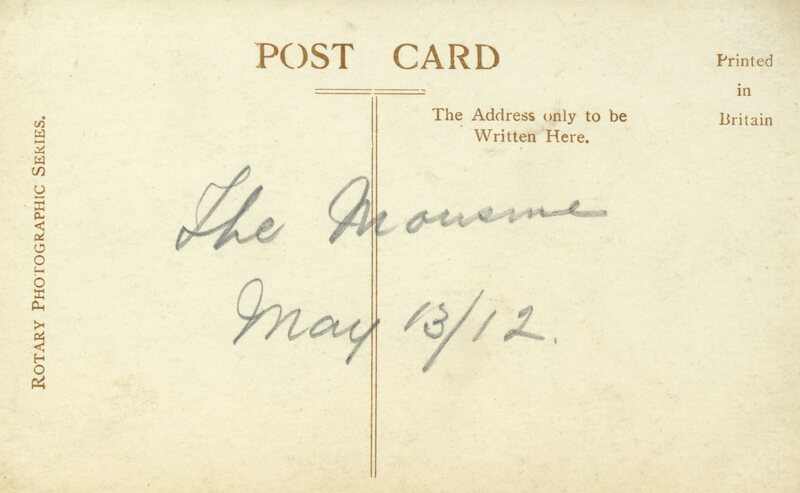 POST CARD
Printed
in
Britain
The Address only to be
Written Here.
ROTARY PHOTOGRAPHIC SERIES.
The Mousme
May 13/12.